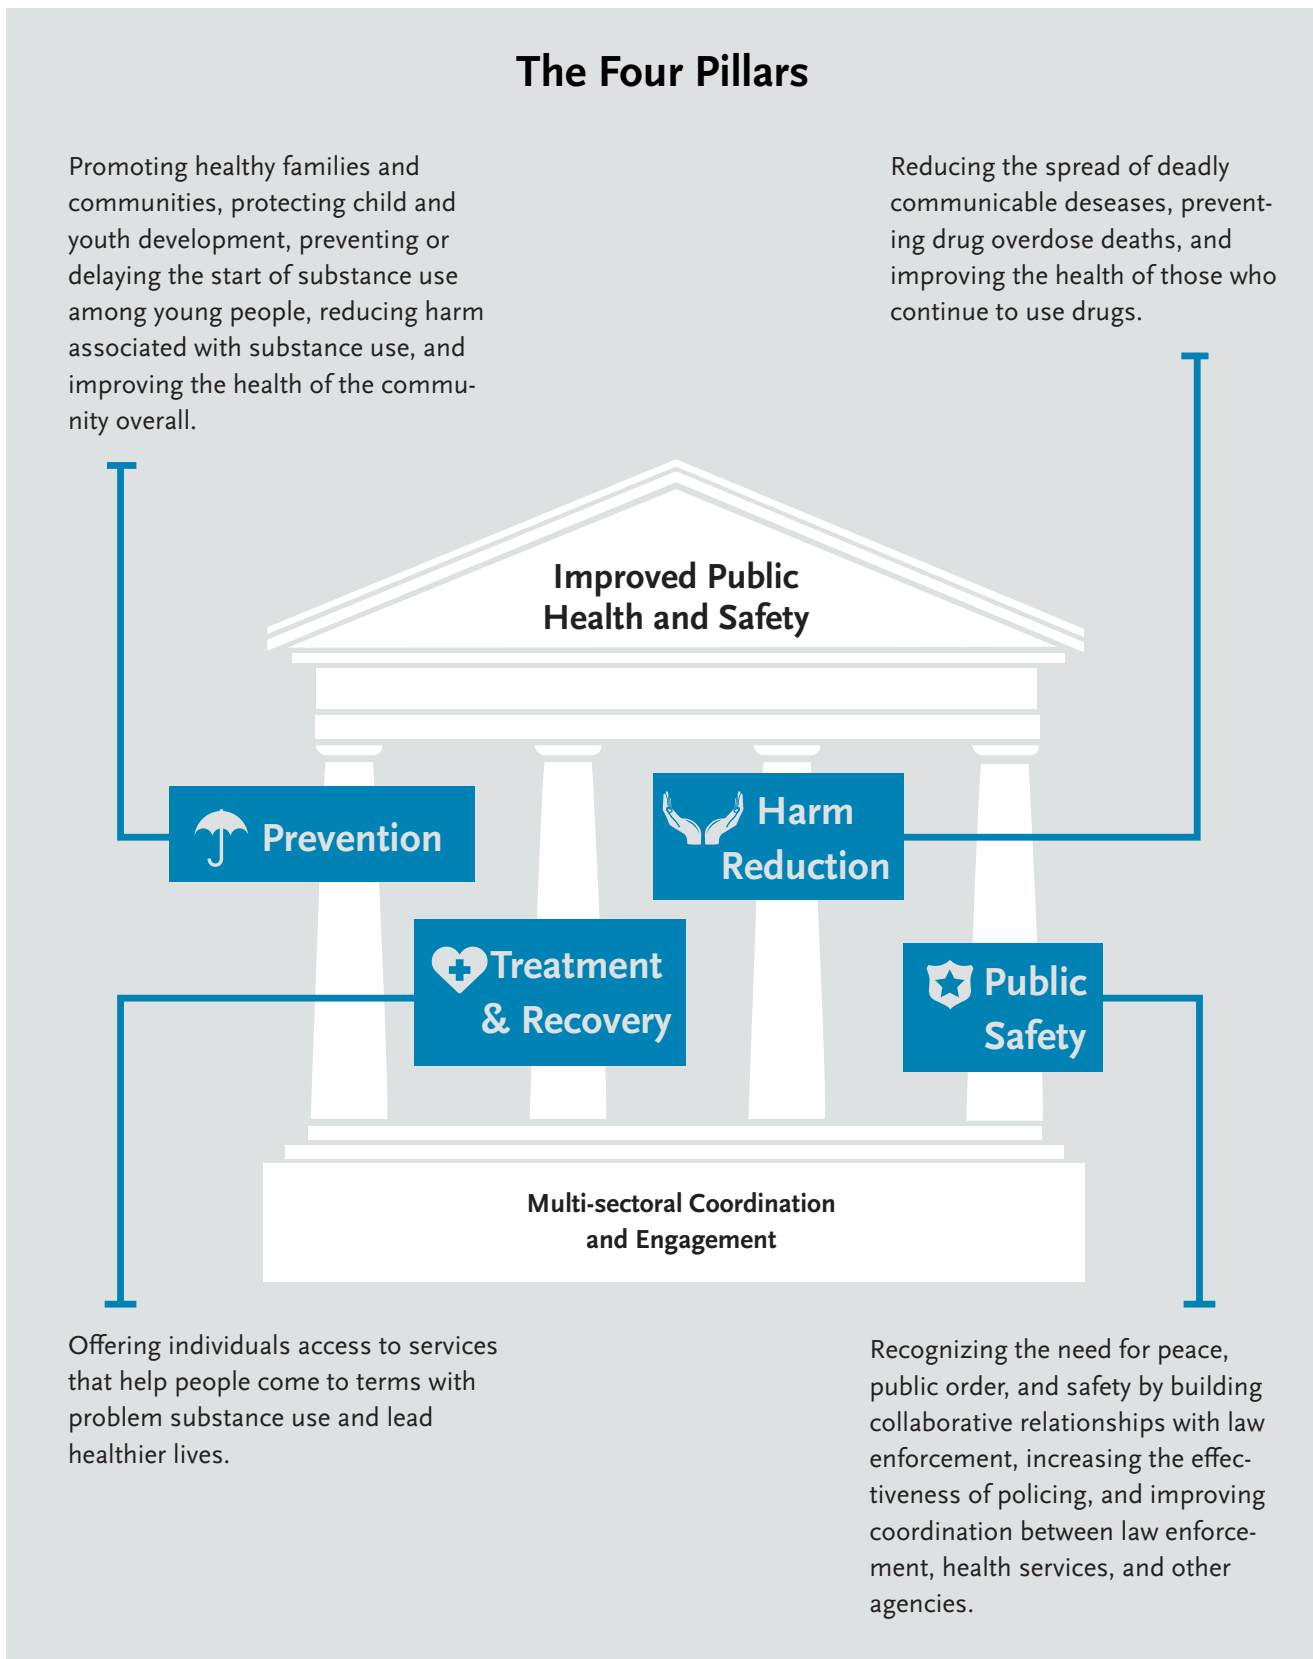 The Four Pillars
Promoting healthy families and
communities, protecting child and
youth development, preventing or
delaying the start of substance use
among young people, reducing harm
associated with substance use, and
improving the health of the commu-
nity overall.
Reducing the spread of deadly
communicable deseases, prevent-
ing drug overdose deaths, and
improving the health of those who
continue to use drugs.
Improved Public
Health and Safety
Prevention
Harm
Reduction
Treatment
& Recovery
Public
Safety
Multi-sectoral Coordination
and Engagement
Offering individuals access to services
that help people come to terms with
problem substance use and lead
healthier lives.
Recognizing the need for peace,
public order, and safety by building
collaborative relationships with law
enforcement, increasing the effec-
tiveness of policing, and improving
coordination between law enforce-
ment, health services, and other
agencies.